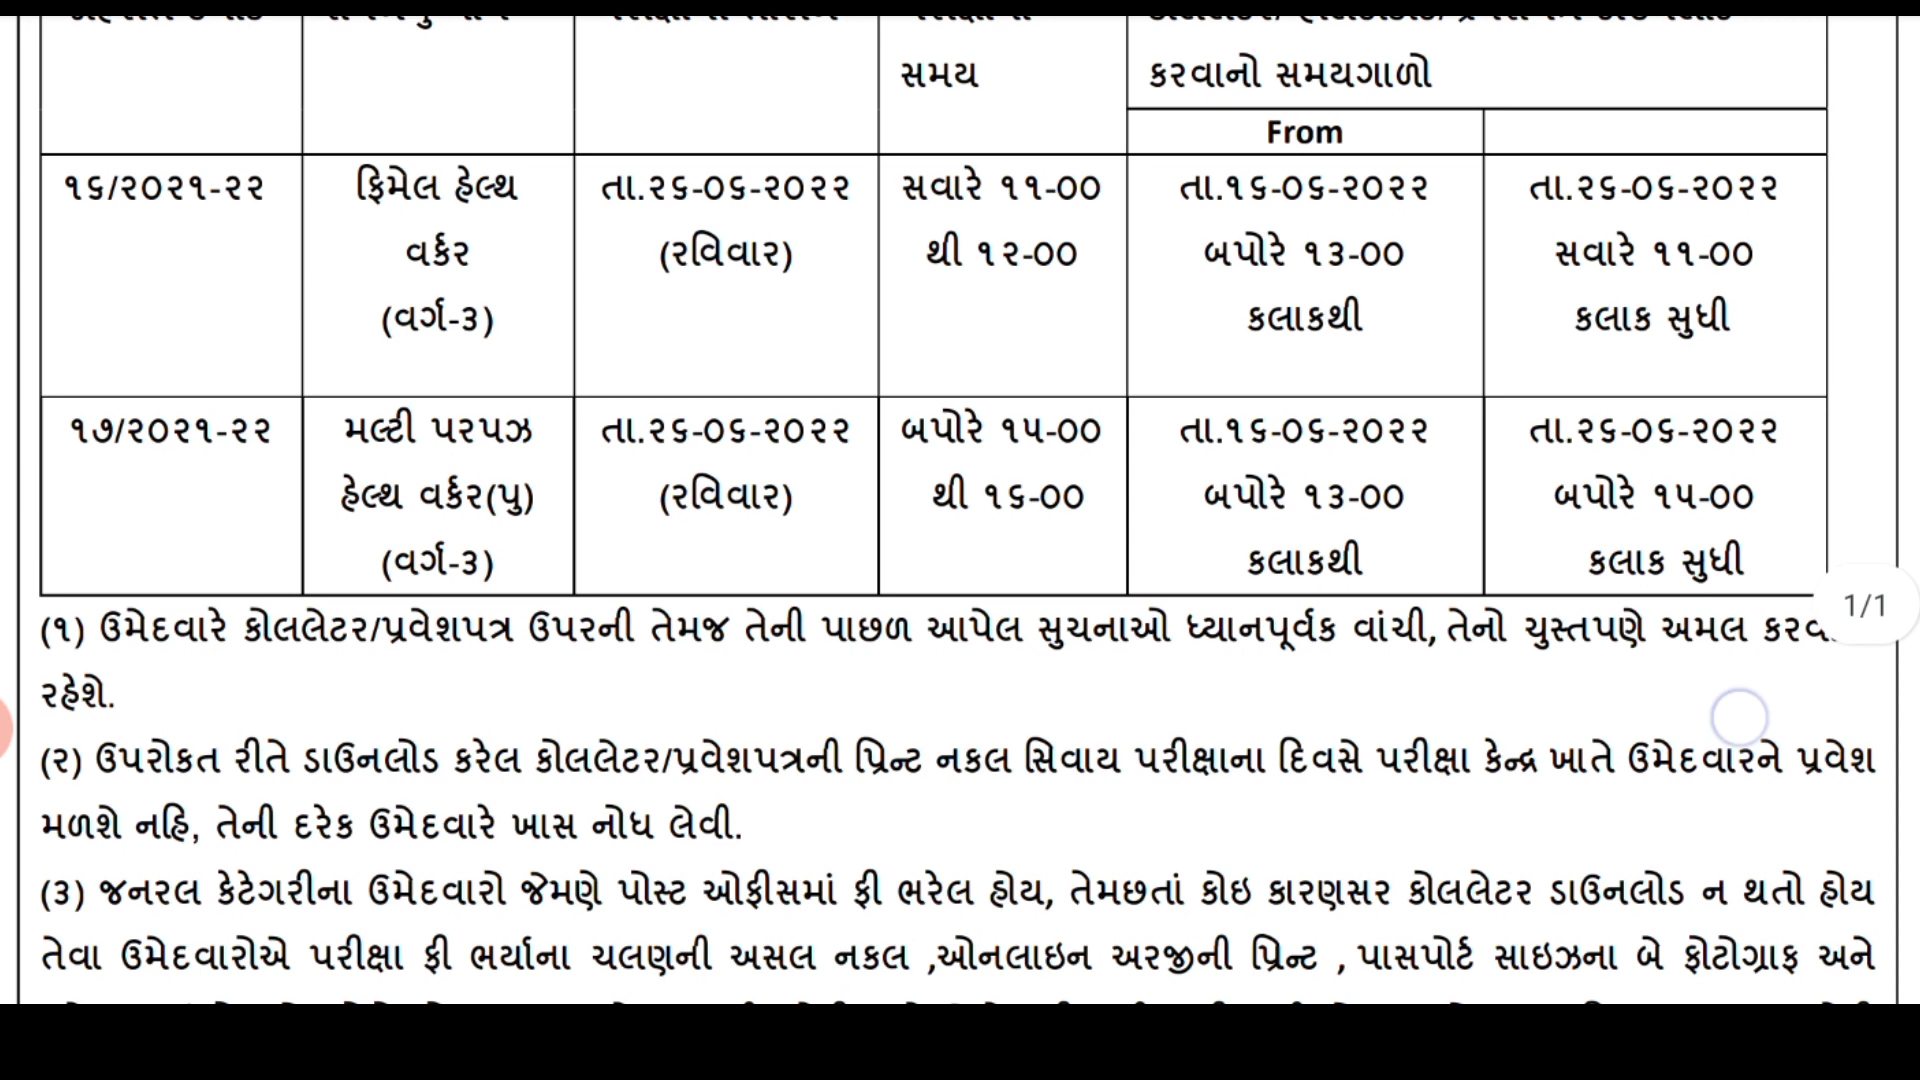 સમય
કરવાનો સમયગાળો
From
૧૬/૨૦૨૧-૨૨ ફિમેલ હેલ્થ તા.૨૬-૦૬-૨૦૨૨ સવારે ૧૧-૦૦ તા.૧૬-૦૬-૨૦૨૨ તા.૨૬-૦૬-૨૦૨૨
વર્કર (રવિવાર) થી ૧૨-૦૦ બપોરે ૧૩-૦૦ સવારે ૧૧-૦૦
(વર્ગ-૩) કલાકથી કલાક સુધી
૧૭/૨૦૨૧-૨૨ મલ્ટી પરપઝ તા.૨૬-૦૬-૨૦૨૨ બપોરે ૧૫-૦૦ તા.૧૬-૦૬-૨૦૨૨ તા.૨૬-૦૬-૨૦૨૨
હેલ્થ વર્કર(પુ) (રવિવાર) થી ૧૬-૦૦ બપોરે ૧૩-૦૦ બપોરે ૧૫-૦૦
(વર્ગ-૩) કલાકથી કલાક સુધી
1/1
(૧) ઉમેદવારે કોલલેટર/પ્રવેશપત્ર ઉપરની તેમજ તેની પાછળ આપેલ સુચનાઓ ધ્યાનપૂર્વક વાંચી, તેનો ચુસ્તપણે અમલ
રહેશે.
(૨) ઉપરોકત રીતે ડાઉનલોડ કરેલ કોલલેટર/પ્રવેશપત્રની પ્રિન્ટ નકલ સિવાય પરીક્ષાના દિવસે પરીક્ષા કેન્દ્ર ખાતે ઉમેદવારને પ્રવેશ
મળશે નહિ, તેની દરેક ઉમેદવારે ખાસ નોધ લેવી.
(૩) જનરલ કેટેગરીના ઉમેદવારો જેમણે પોસ્ટ ઓફીસમાં ફી ભરેલ હોય, તેમછતાં કોઇ કારણસર કોલલેટર ડાઉનલોડ ન થતો હોય
તેવા ઉમેદવારોએ પરીક્ષા ફી ભર્યાના ચલણની અસલ નકલ ,ઓનલાઇન અરજીની પ્રિન્ટ , પાસપોર્ટ સાઇઝના બે ફોટોગ્રાફ અને